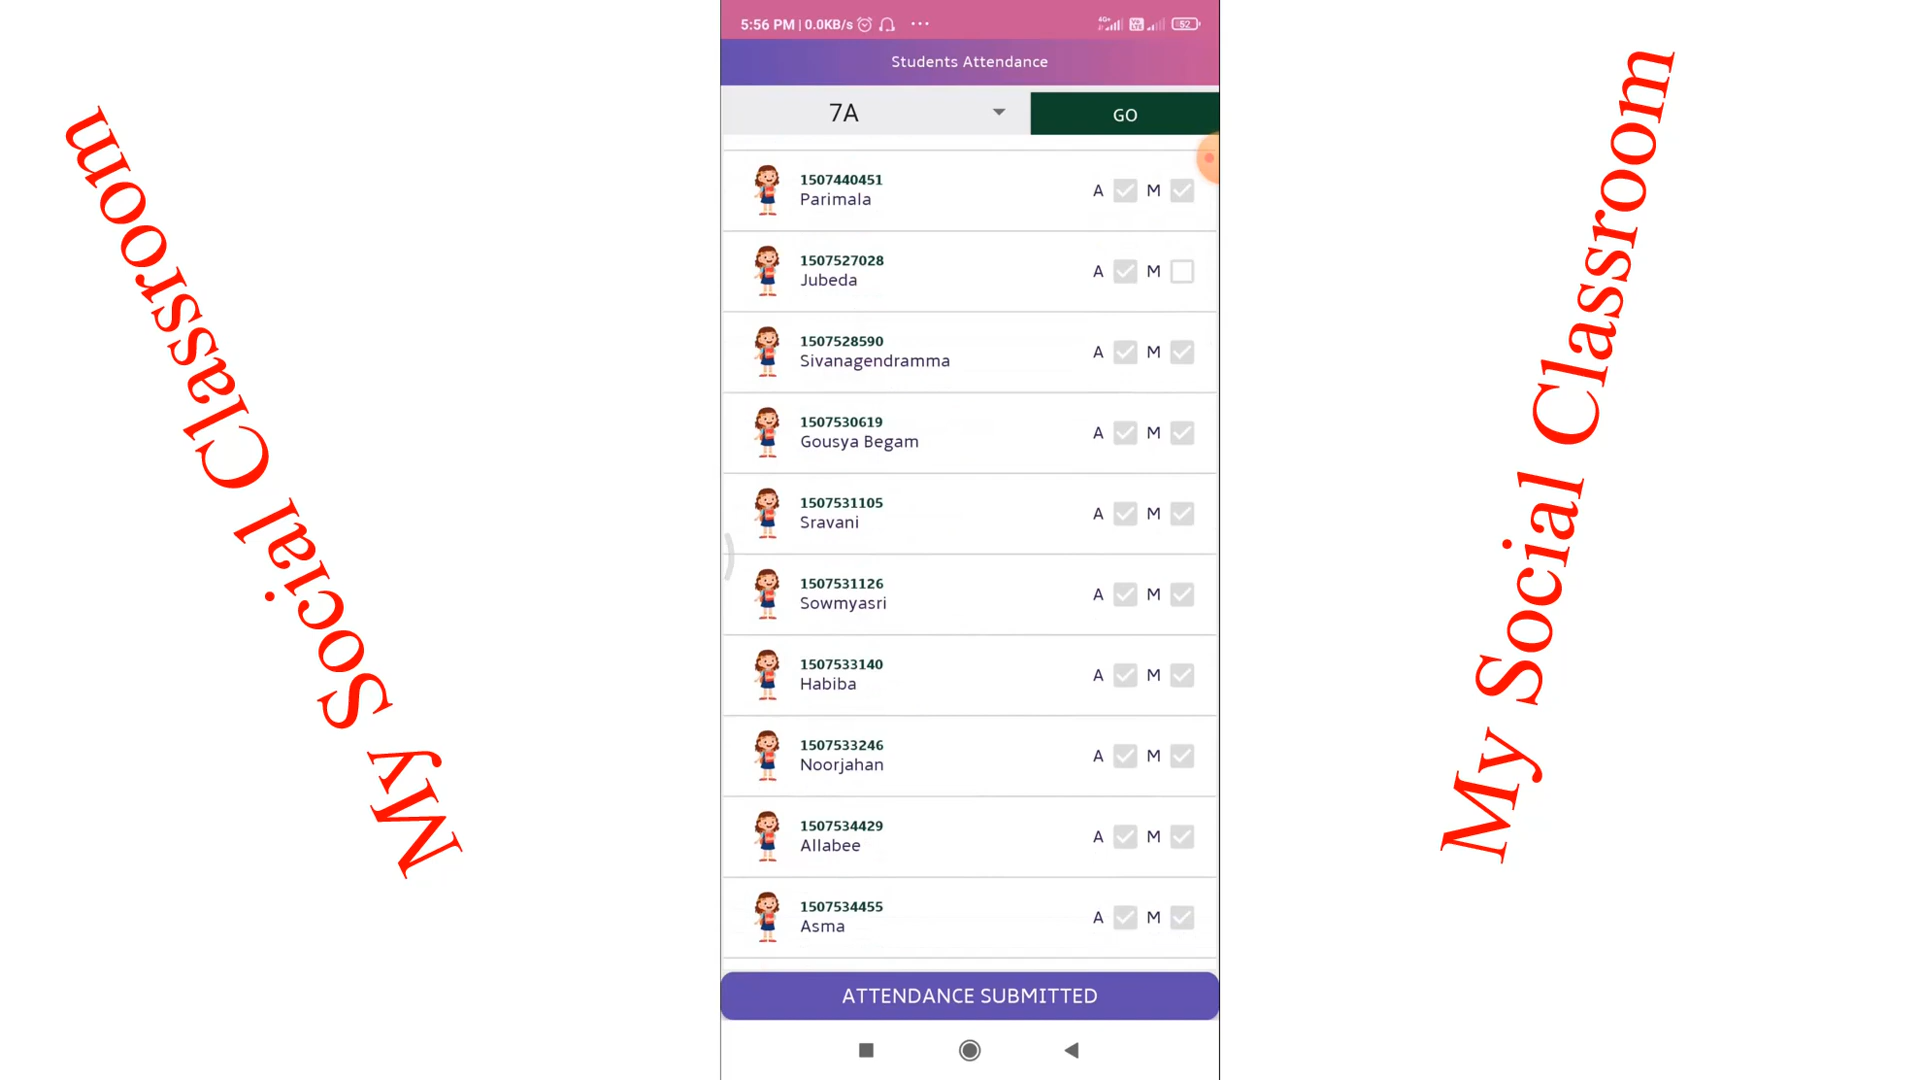 My Social Classroom
5:56 PM | 0.0KB/s
4G+
52
Students Attendance
7A
GO
1507440451
Parimala
A M
1507527028
Jubeda
A M
1507528590
Sivanagendramma
A M
1507530619
Gousya Begam
A M
1507531105
Sravani
A M
1507531126
Sowmyasri
A M
1507533140
Habiba
A M
1507533246
Noorjahan
A M
1507534429
Allabee
A M
1507534455
Asma
A M
ATTENDANCE SUBMITTED
My Social Classroom